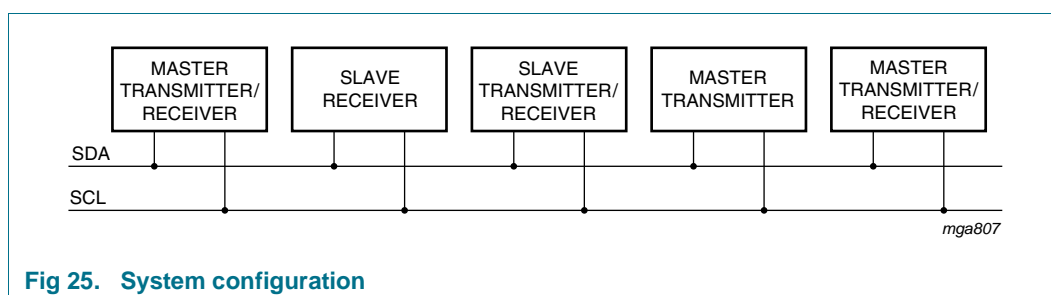 MASTER
TRANSMITTER/
RECEIVER
SLAVE
RECEIVER
SLAVE
TRANSMITTER/
RECEIVER
MASTER
TRANSMITTER
MASTER
TRANSMITTER/
RECEIVER
SDA
SCL
mga807
Fig 25. System configuration